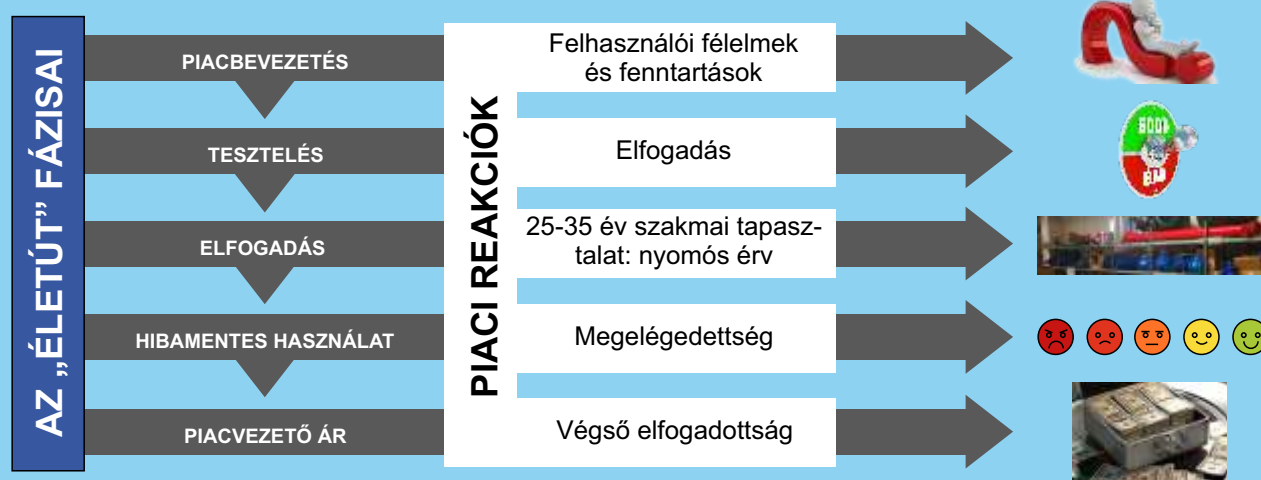 AZ „ÉLETÚT” FÁZISAI
PIACBEVEZETÉS
TESZTELÉS
ELFOGADÁS
HIBAMENTES HASZNÁLAT
PIACVEZETŐ ÁR
PIACI REAKCIÓK
Felhasználói félelmek
és fenntartások
Elfogadás
25-35 év szakmai tapasz-
talat: nyomós érv
Megelégedettség
Végső elfogadottság